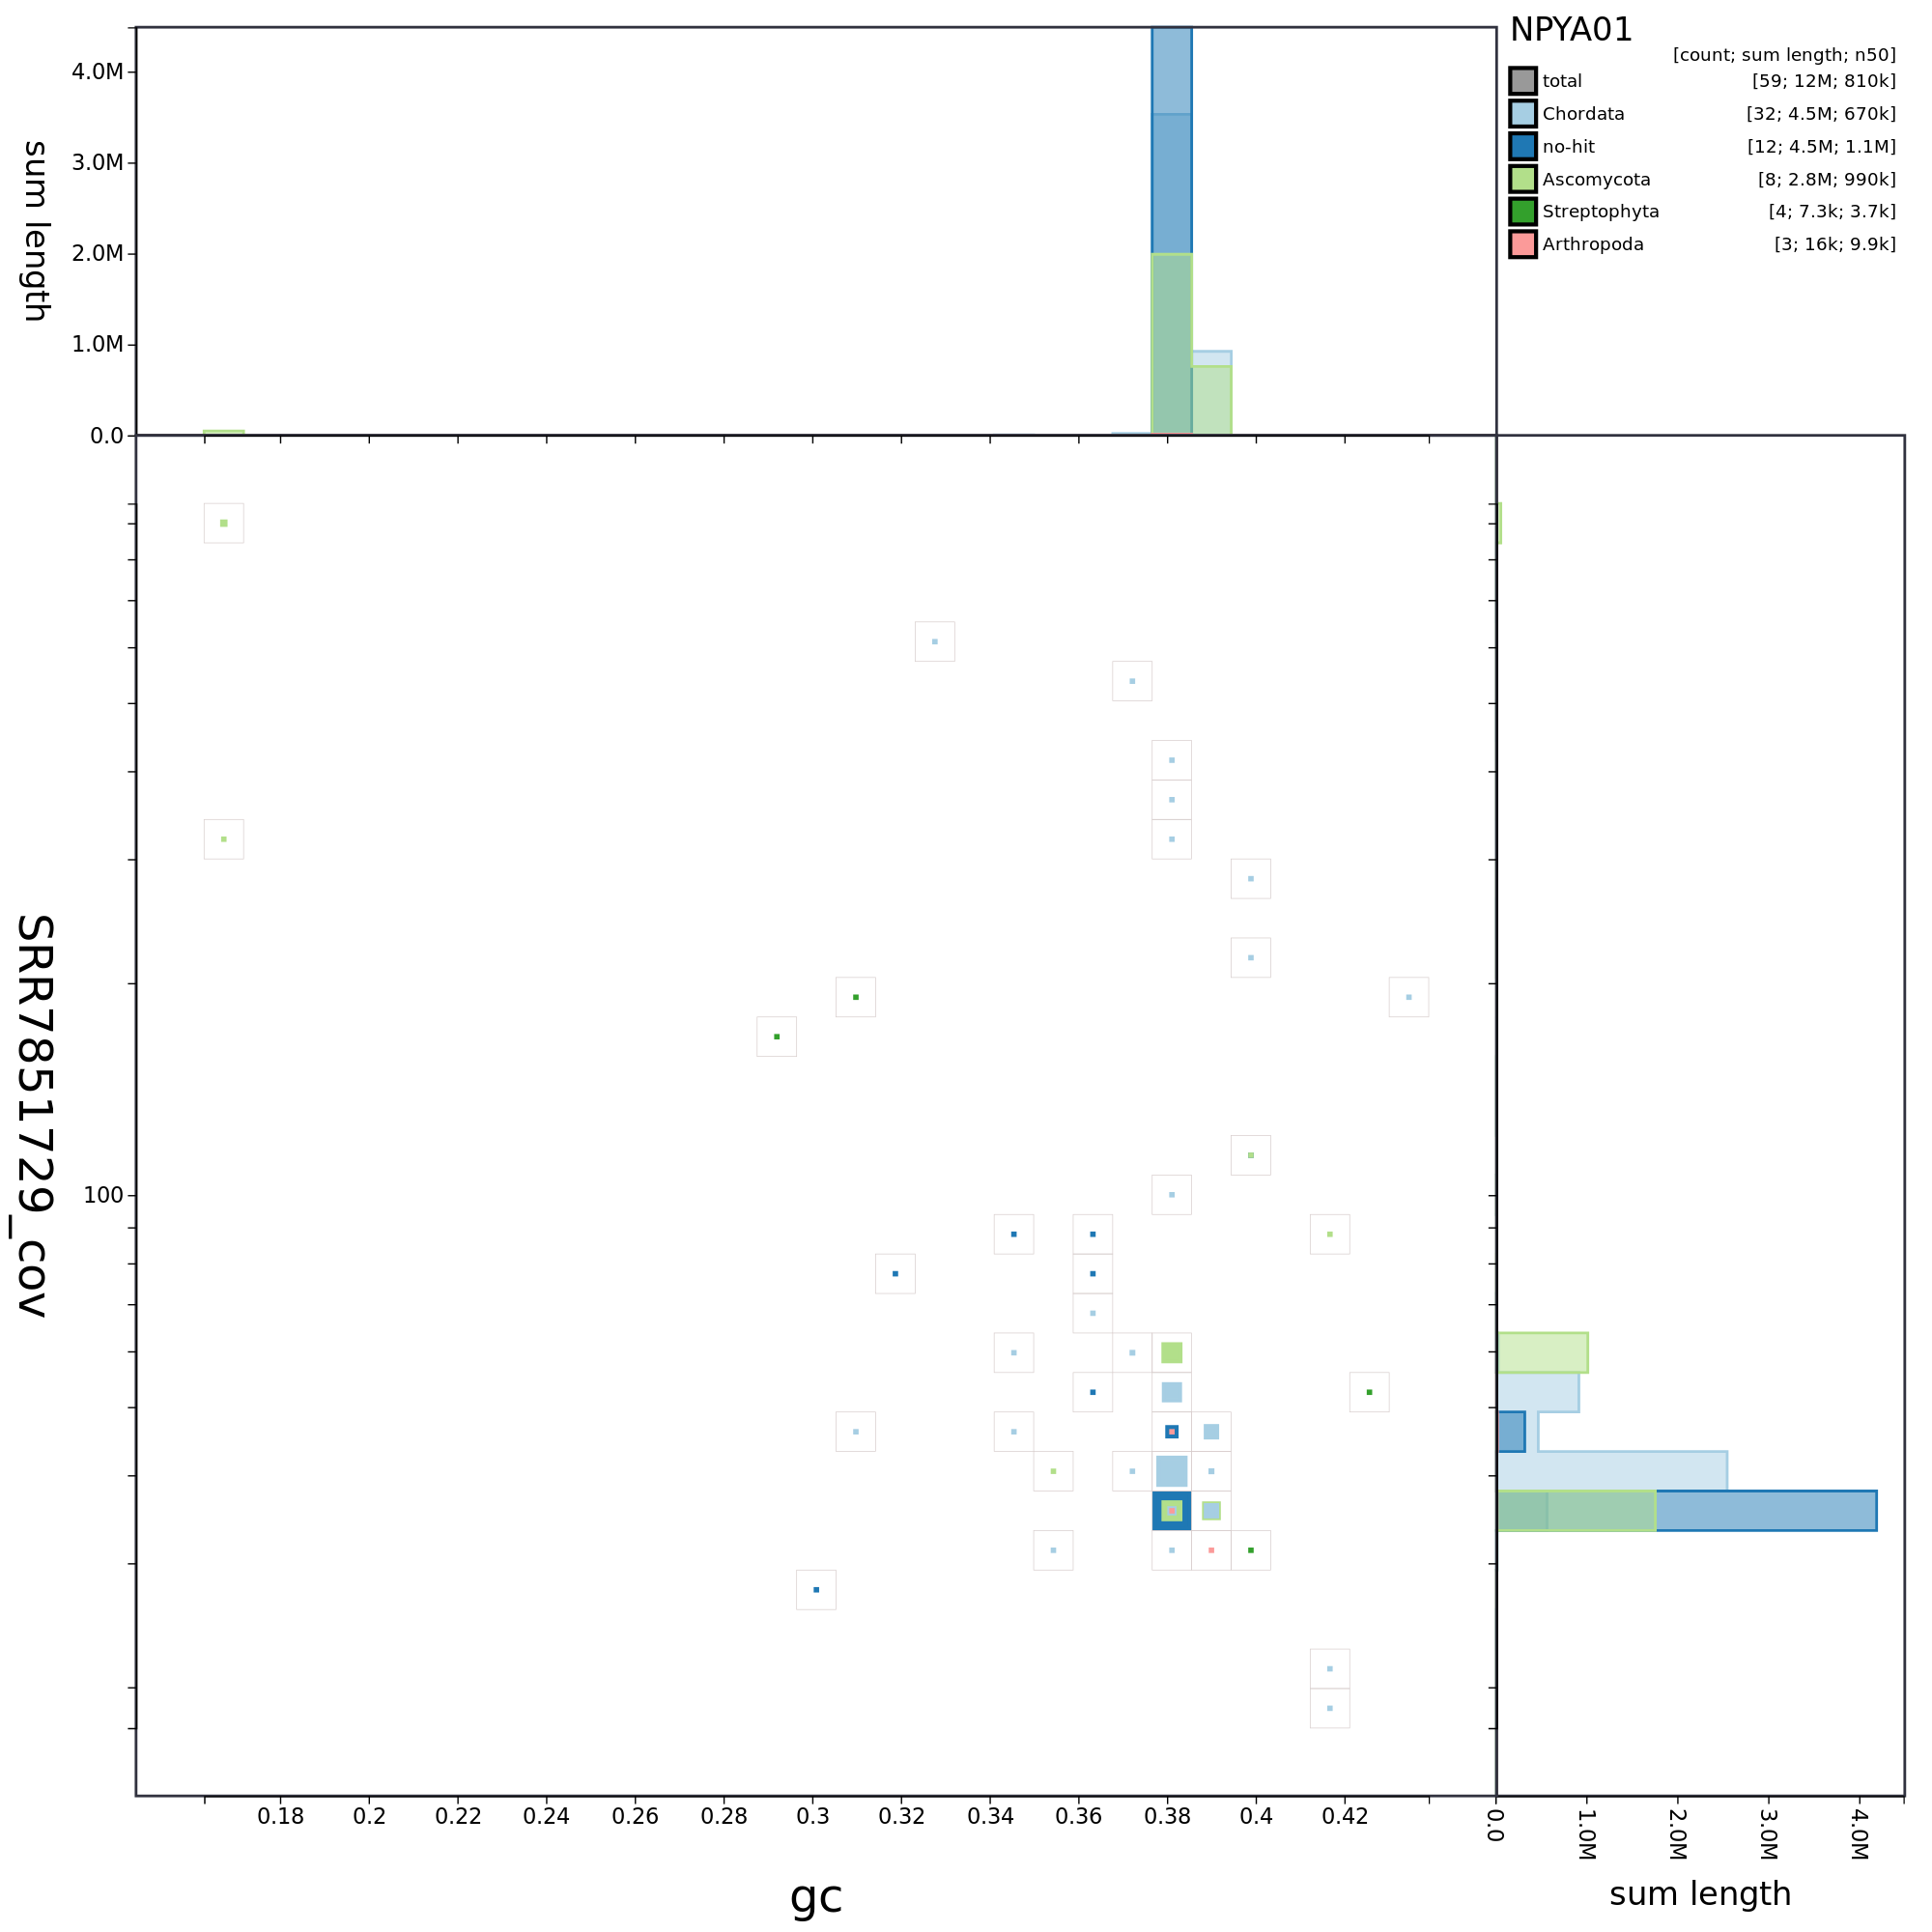 NPYA01
[count; sum length; n50]
total [59; 12M; 810k]
Chordata [32; 4.5M; 670k]
no-hit [12; 4.5M; 1.1M]
Ascomycota [8; 2.8M; 990k]
Streptophyta [4; 7.3k; 3.7k]
Arthropoda [3; 16k; 9.9k]
sum length
4.0M
3.0M
2.0M
1.0M
0.0
SRR7851729_cov
100
0.18 0.2 0.22 0.24 0.26 0.28 0.3 0.32 0.34 0.36 0.38 0.4 0.42
gc
0.0 1.0M 2.0M 3.0M 4.0M
sum length